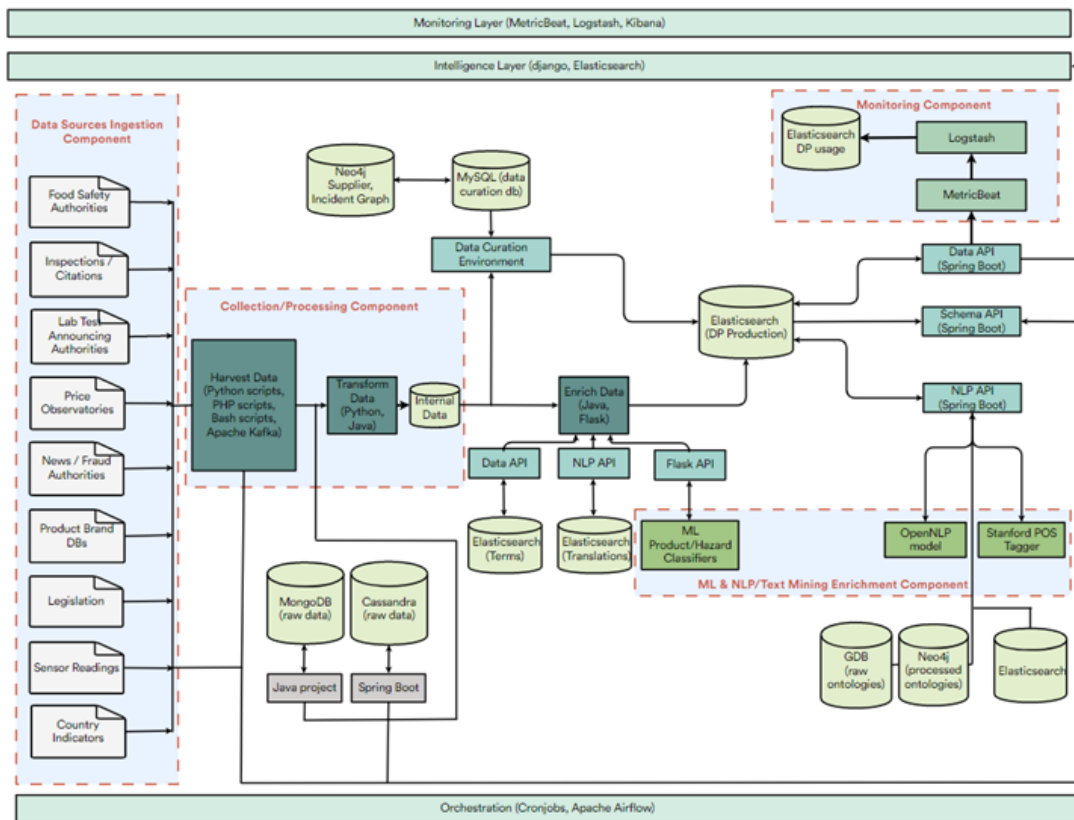 Monitoring Layer (MetricBeat, Logstash, Kibana)
Intelligence Layer (django, Elasticsearch)
Data Sources Ingestion
Component
Food Safety
Authorities
Inspections /
Citations
Lab Test
Announcing
Authorities
Price
Observatories
News / Fraud
Authorities
Product Brand
DBs
Legislation
Sensor Readings
Country
Indicators
Collection/Processing Component
Harvest Data
(Python scripts,
PHP scripts,
Bash scripts,
Apache Kafka)
Transform
Data
(Python,
Java)
Internal
Data
Neo4j
Supplier,
Incident Graph
MySQL (data
curation db)
Data Curation
Environment
MongoDB
(raw data)
Cassandra
(raw data)
Java project
Spring Boot
Enrich Data
(Java,
Flask)
Data API
NLP API
Flask API
Elasticsearch
(Terms)
Elasticsearch
(Translations)
Elasticsearch
(DP Production)
Monitoring Component
Elasticsearch
DP usage
Logstash
MetricBeat
Data API
(Spring Boot)
Schema API
(Spring Boot)
NLP API
(Spring Boot)
ML
Product/Hazard
Classifiers
OpenNLP
model
Stanford POS
Tagger
ML & NLP/Text Mining Enrichment Component
GDB
(raw
ontologies)
Neo4j
(processed
ontologies)
Elasticsearch
Orchestration (Cronjobs, Apache Airflow)